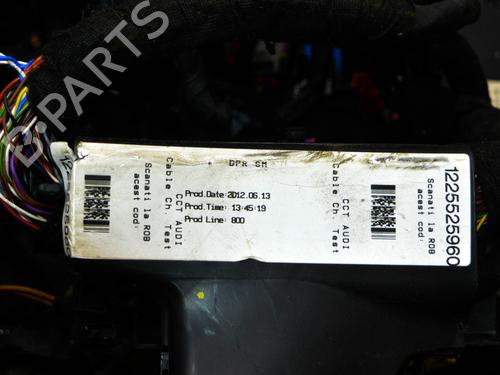 B-PARTS
DPR SM
Scanati la ROB
acest cod:
CCT AUDI
Cable Ch. Test
Prod.Date:2012.06.13
Prod.Time: 13:45:19
Prod Line: 800
CCT AUDI
Cable Ch. Test
Scanati la ROB
acest cod:
1225525960